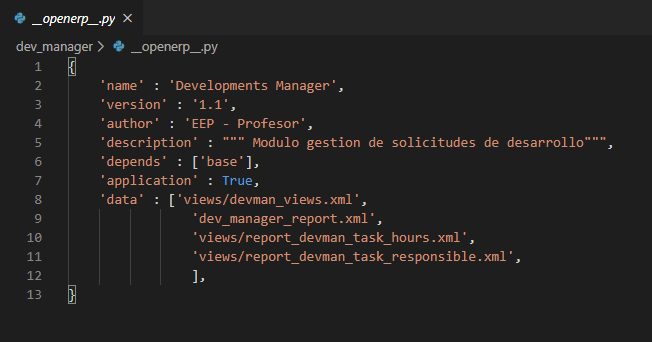 __openerp__.py ×
dev_manager > __openerp__.py
1 {
2 'name' : 'Developments Manager',
3 'version' : '1.1',
4 'author' : 'EEP - Profesor',
5 'description' : """ Modulo gestion de solicitudes de desarrollo""",
6 'depends' : ['base'],
7 'application' : True,
8 'data' : ['views/devman_views.xml',
9 'dev_manager_report.xml',
10 'views/report_devman_task_hours.xml',
11 'views/report_devman_task_responsible.xml',
12 ],
13 }